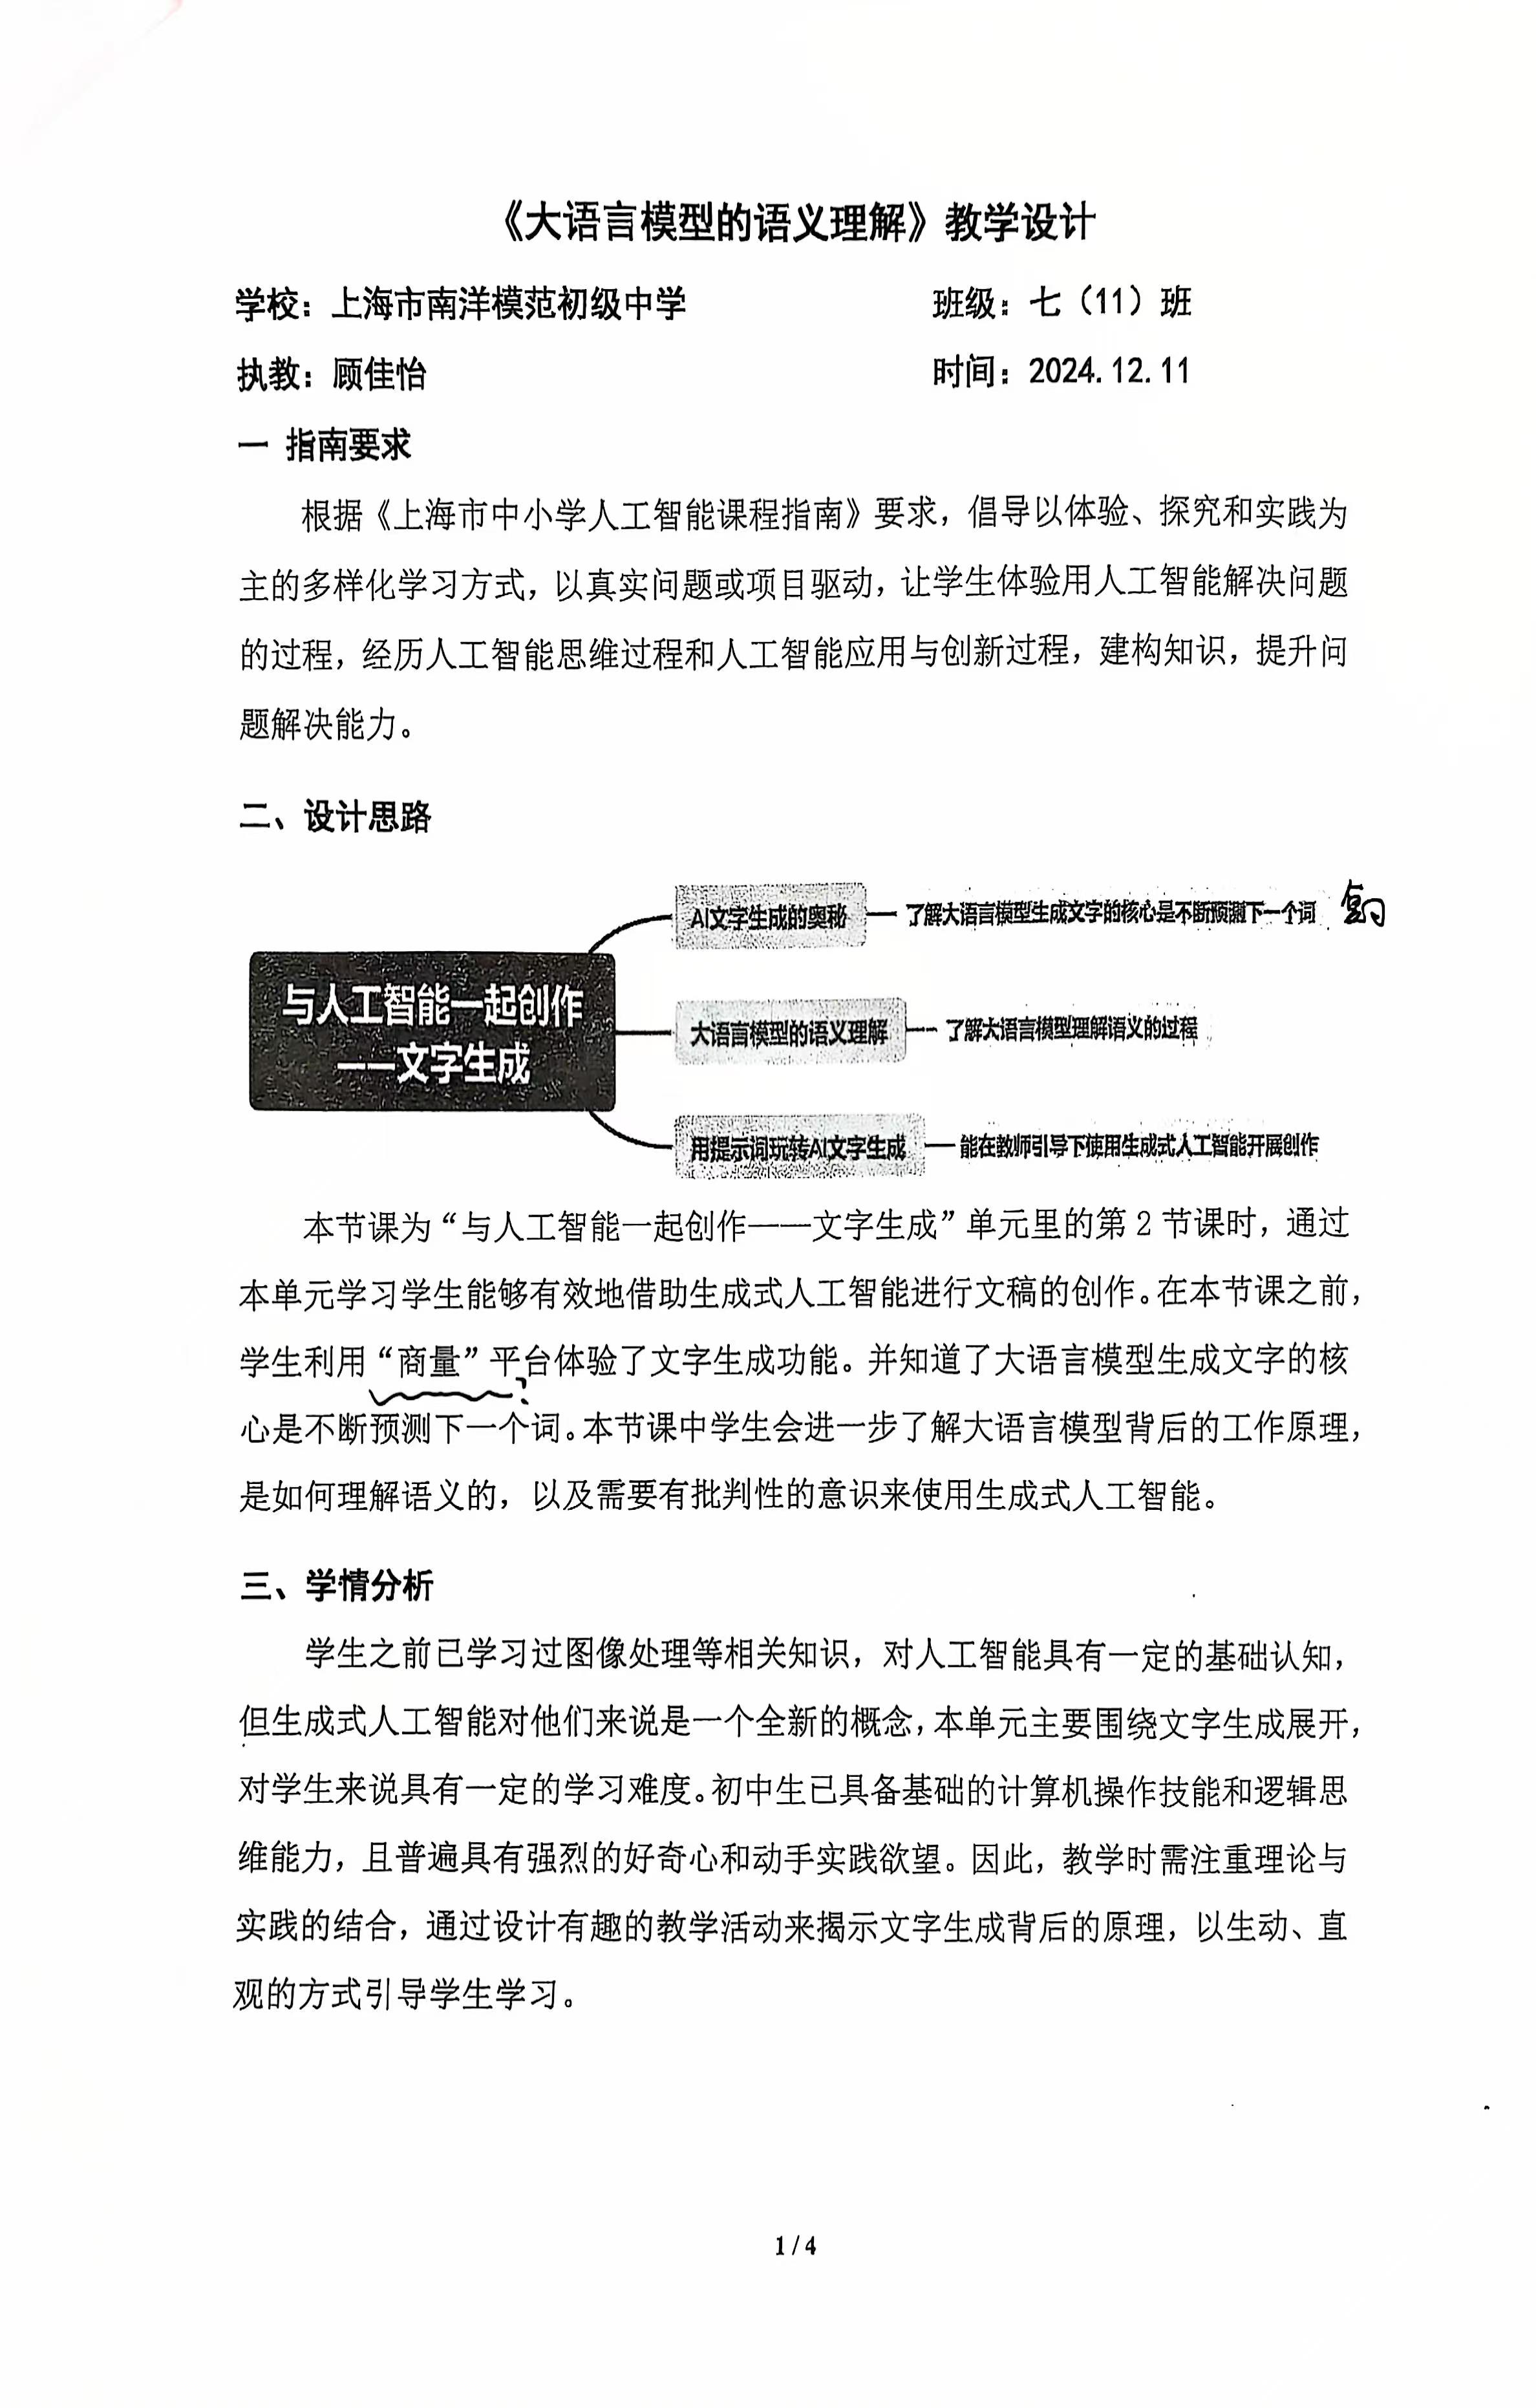 《大语言模型的语义理解》教学设计
学校：上海市南洋模范初级中学 班级：七（11）班
执教：顾佳怡 时间：2024.12.11
一 指南要求
根据《上海市中小学人工智能课程指南》要求，倡导以体验、探究和实践为
主的多样化学习方式，以真实问题或项目驱动，让学生体验用人工智能解决问题
的过程，经历人工智能思维过程和人工智能应用与创新过程，建构知识，提升问
题解决能力。
二、设计思路
AI文字生成的奥秘 了解大语言模型生成文字的核心是不断预测下一个词
与人工智能一起创作
——文字生成
大语言模型的语义理解 了解大语言模型理解语义的过程
用提示词玩转AI文字生成 能在教师引导下使用生成式人工智能开展创作
本节课为“与人工智能一起创作——文字生成”单元里的第 2 节课时，通过
本单元学习学生能够有效地借助生成式人工智能进行文稿的创作。在本节课之前，
学生利用“商量”平台体验了文字生成功能。并知道了大语言模型生成文字的核
?
心是不断预测下一个词。本节课中学生会进一步了解大语言模型背后的工作原理，
是如何理解语义的，以及需要有批判性的意识来使用生成式人工智能。
三、学情分析
学生之前已学习过图像处理等相关知识，对人工智能具有一定的基础认知，
但生成式人工智能对他们来说是一个全新的概念，本单元主要围绕文字生成展开，
对学生来说具有一定的学习难度。初中生已具备基础的计算机操作技能和逻辑思
维能力，且普遍具有强烈的好奇心和动手实践欲望。因此，教学时需注重理论与
实践的结合，通过设计有趣的教学活动来揭示文字生成背后的原理，以生动、直
观的方式引导学生学习。
1 / 4